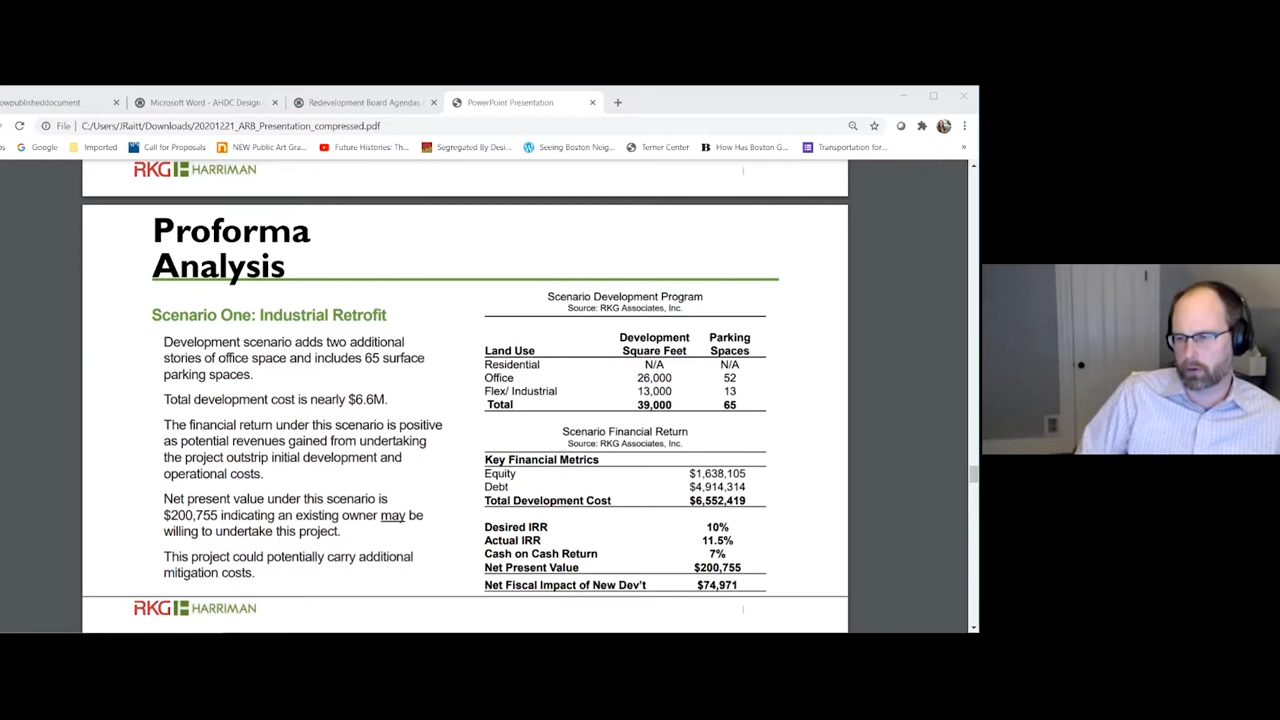 owpublisheddocument
Microsoft Word - AHDC Design
Redevelopment Board Agendas
PowerPoint Presentation
File | C:/Users/JRaitt/Downloads/20201221_ARB_Presentation_compressed.pdf
ps Google Imported Call for Proposals NEW Public Art Gra... Future Histories: Th... Segregated By Desi... Seeing Boston Neig... Terner Center How Has Boston G... Transportation for... »
RKG HARRIMAN
Proforma
Analysis
Scenario One: Industrial Retrofit
Development scenario adds two additional
stories of office space and includes 65 surface
parking spaces.
Total development cost is nearly $6.6M.
The financial return under this scenario is positive
as potential revenues gained from undertaking
the project outstrip initial development and
operational costs.
Net present value under this scenario is
$200,755 indicating an existing owner may be
willing to undertake this project.
This project could potentially carry additional
mitigation costs.
Scenario Development Program
Source: RKG Associates, Inc.
Development Parking
Land Use Square Feet Spaces
Residential N/A N/A
Office 26,000 52
Flex/ Industrial 13,000 13
Total 39,000 65
Scenario Financial Return
Source: RKG Associates, Inc.
Key Financial Metrics
Equity $1,638,105
Debt $4,914,314
Total Development Cost $6,552,419
Desired IRR 10%
Actual IRR 11.5%
Cash on Cash Return 7%
Net Present Value $200,755
Net Fiscal Impact of New Dev't $74,971
RKG HARRIMAN